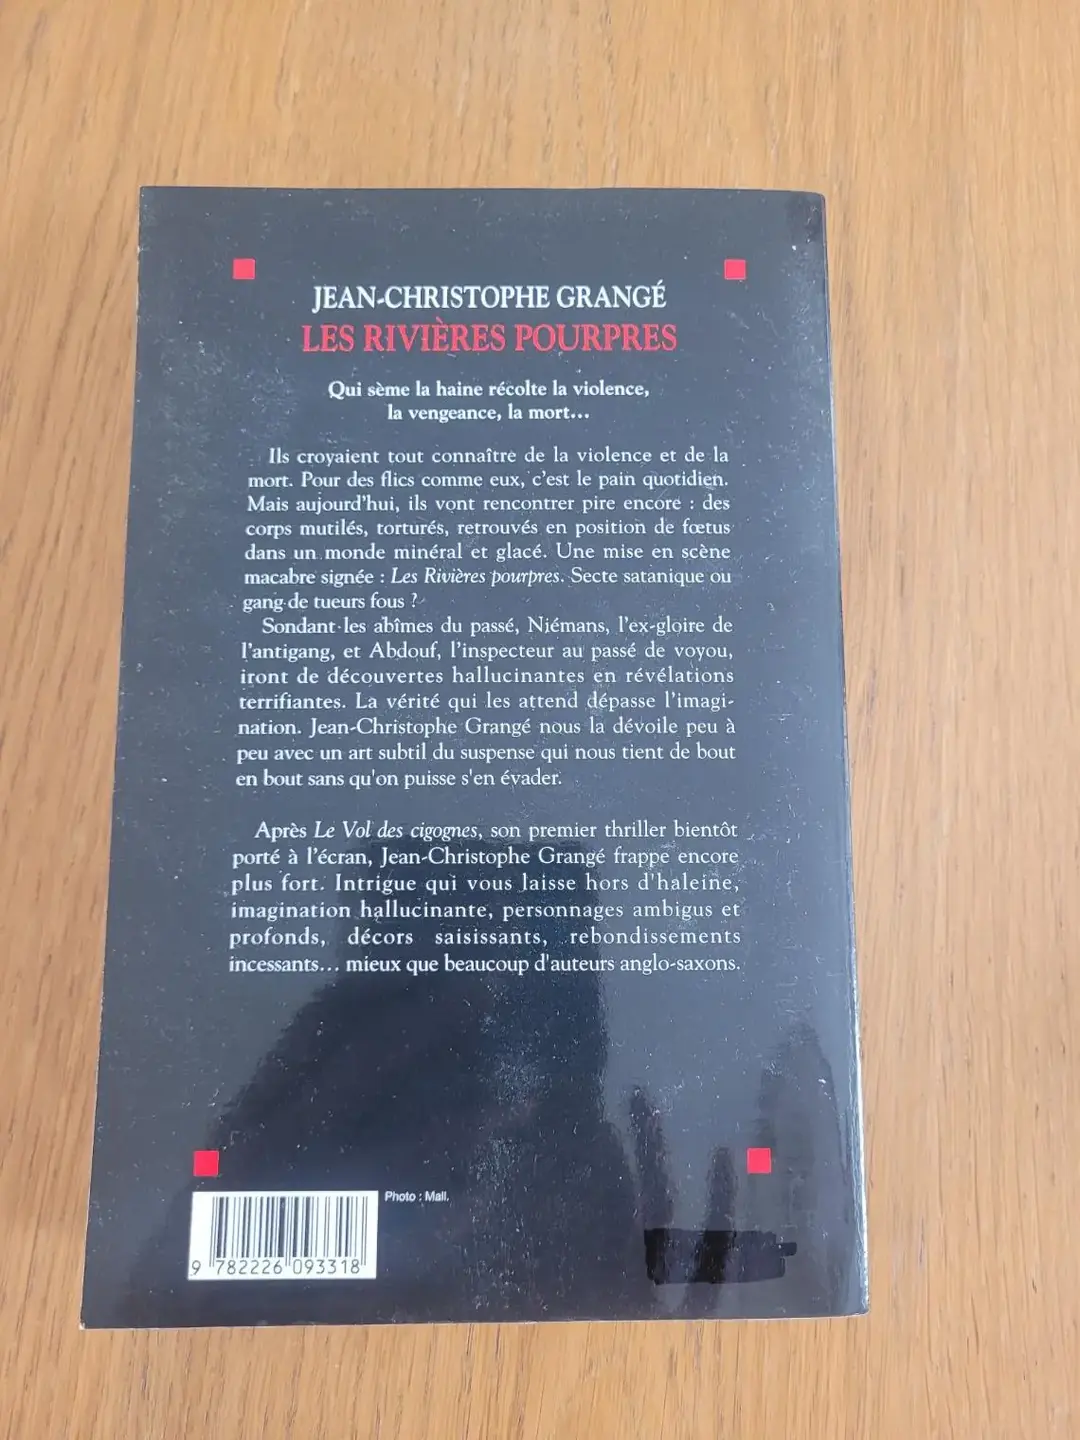 JEAN-CHRISTOPHE GRANGÉ
LES RIVIÈRES POURPRES
Qui sème la haine récolte la violence,
la vengeance, la mort...
Ils croyaient tout connaître de la violence et de la
mort. Pour des flics comme eux, c'est le pain quotidien.
Mais aujourd'hui, ils vont rencontrer pire encore : des
corps mutilés, torturés, retrouvés en position de fœtus
dans un monde minéral et glacé. Une mise en scène
macabre signée : Les Rivières pourpres. Secte satanique ou
gang de tueurs fous ?
Sondant les abîmes du passé, Niémans, l'ex-gloire de
l'antigang, et Abdouf, l'inspecteur au passé de voyou,
iront de découvertes hallucinantes en révélations
terrifiantes. La vérité qui les attend dépasse l'imagi-
nation. Jean-Christophe Grangé nous la dévoile peu à
peu avec un art subtil du suspense qui nous tient de bout
en bout sans qu'on puisse s'en évader.
Après Le Vol des cigognes, son premier thriller bientôt
porté à l'écran, Jean-Christophe Grangé frappe encore
plus fort. Intrigue qui vous laisse hors d'haleine,
imagination hallucinante, personnages ambigus et
profonds, décors saisissants, rebondissements
incessants... mieux que beaucoup d'auteurs anglo-saxons.
Photo : Mall.
9 782226 093318